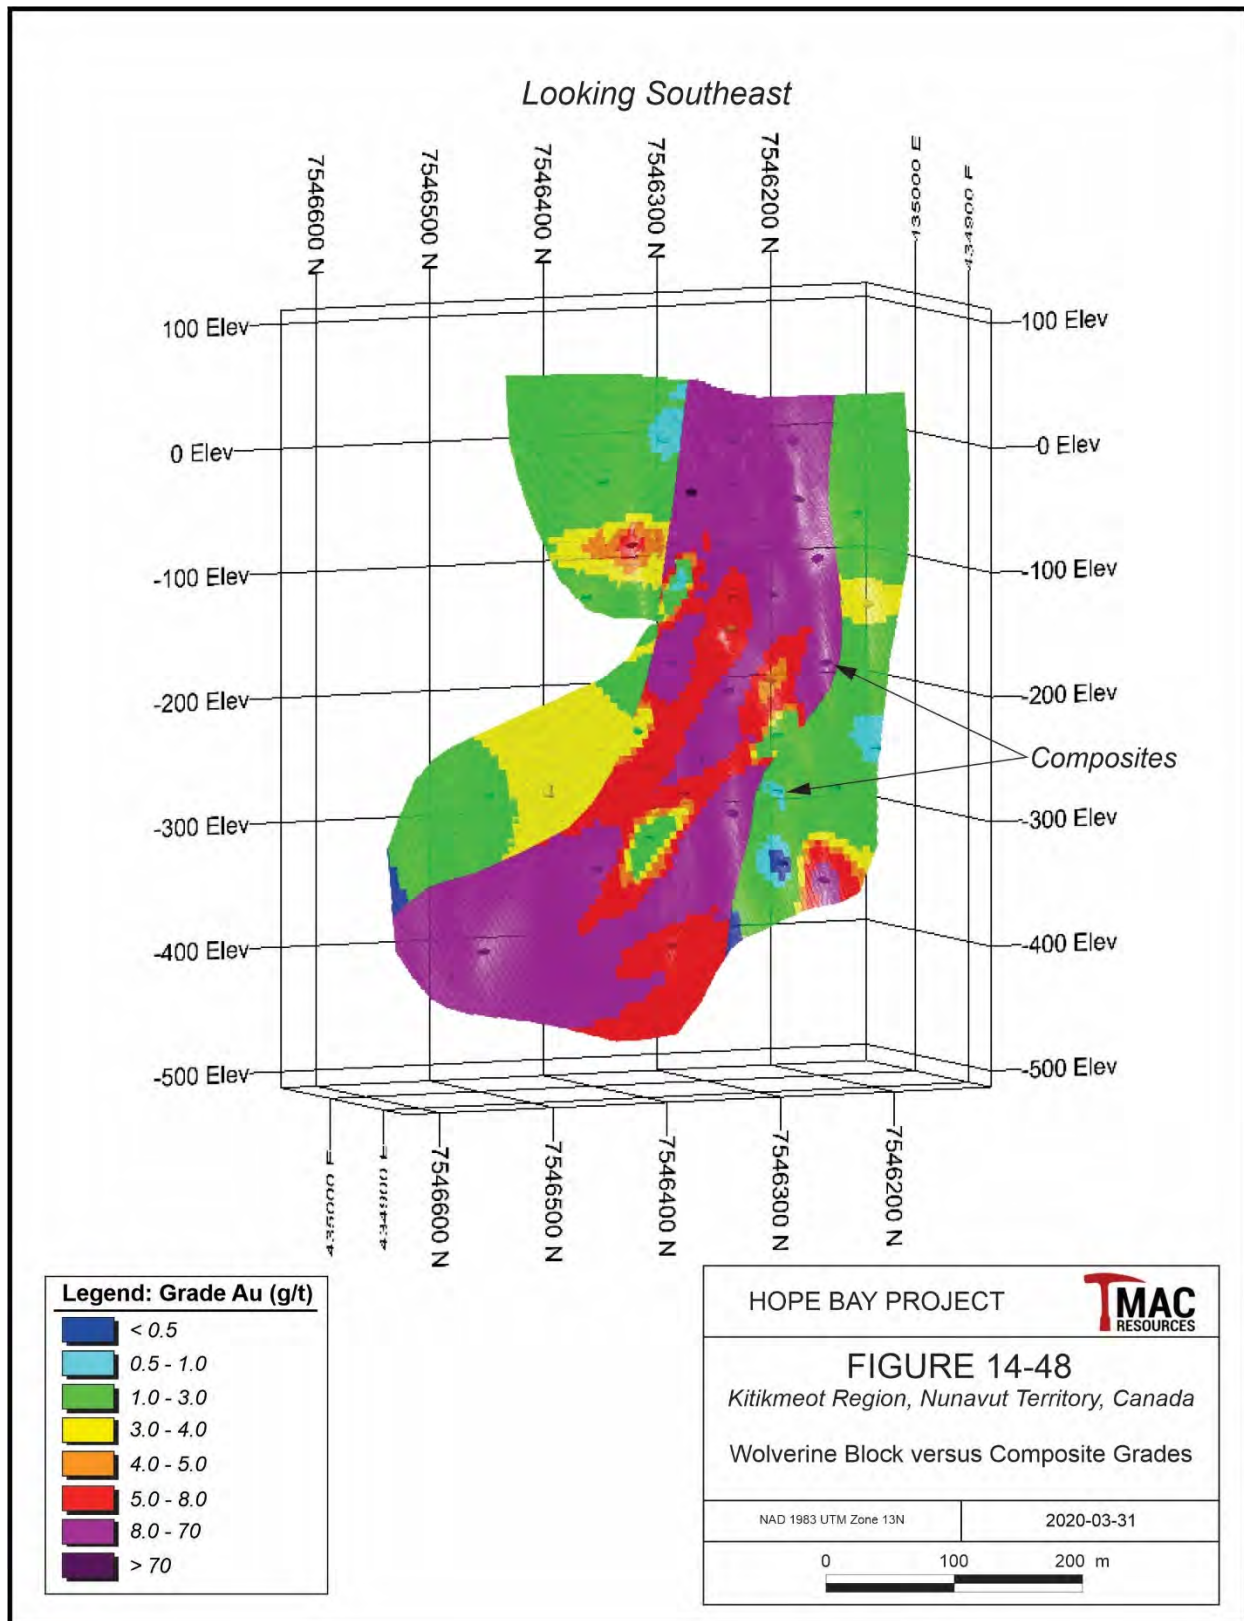 Looking Southeast
7546600 N
7546500 N
7546400 N
7546300 N
7546200 N
435000 E
100 Elev
100 Elev
0 Elev
0 Elev
-100 Elev
-100 Elev
-200 Elev
-200 Elev
Composites
-300 Elev
-300 Elev
-400 Elev
-400 Elev
-500 Elev
-500 Elev
7546600 N
7546500 N
7546400 N
7546300 N
7546200 N
Legend: Grade Au (g/t)
< 0.5
0.5 - 1.0
1.0 - 3.0
3.0 - 4.0
4.0 - 5.0
5.0 - 8.0
8.0 - 70
> 70
HOPE BAY PROJECT
TMAC
RESOURCES
FIGURE 14-48
Kitikmeot Region, Nunavut Territory, Canada
Wolverine Block versus Composite Grades
NAD 1983 UTM Zone 13N
2020-03-31
0 100 200 m